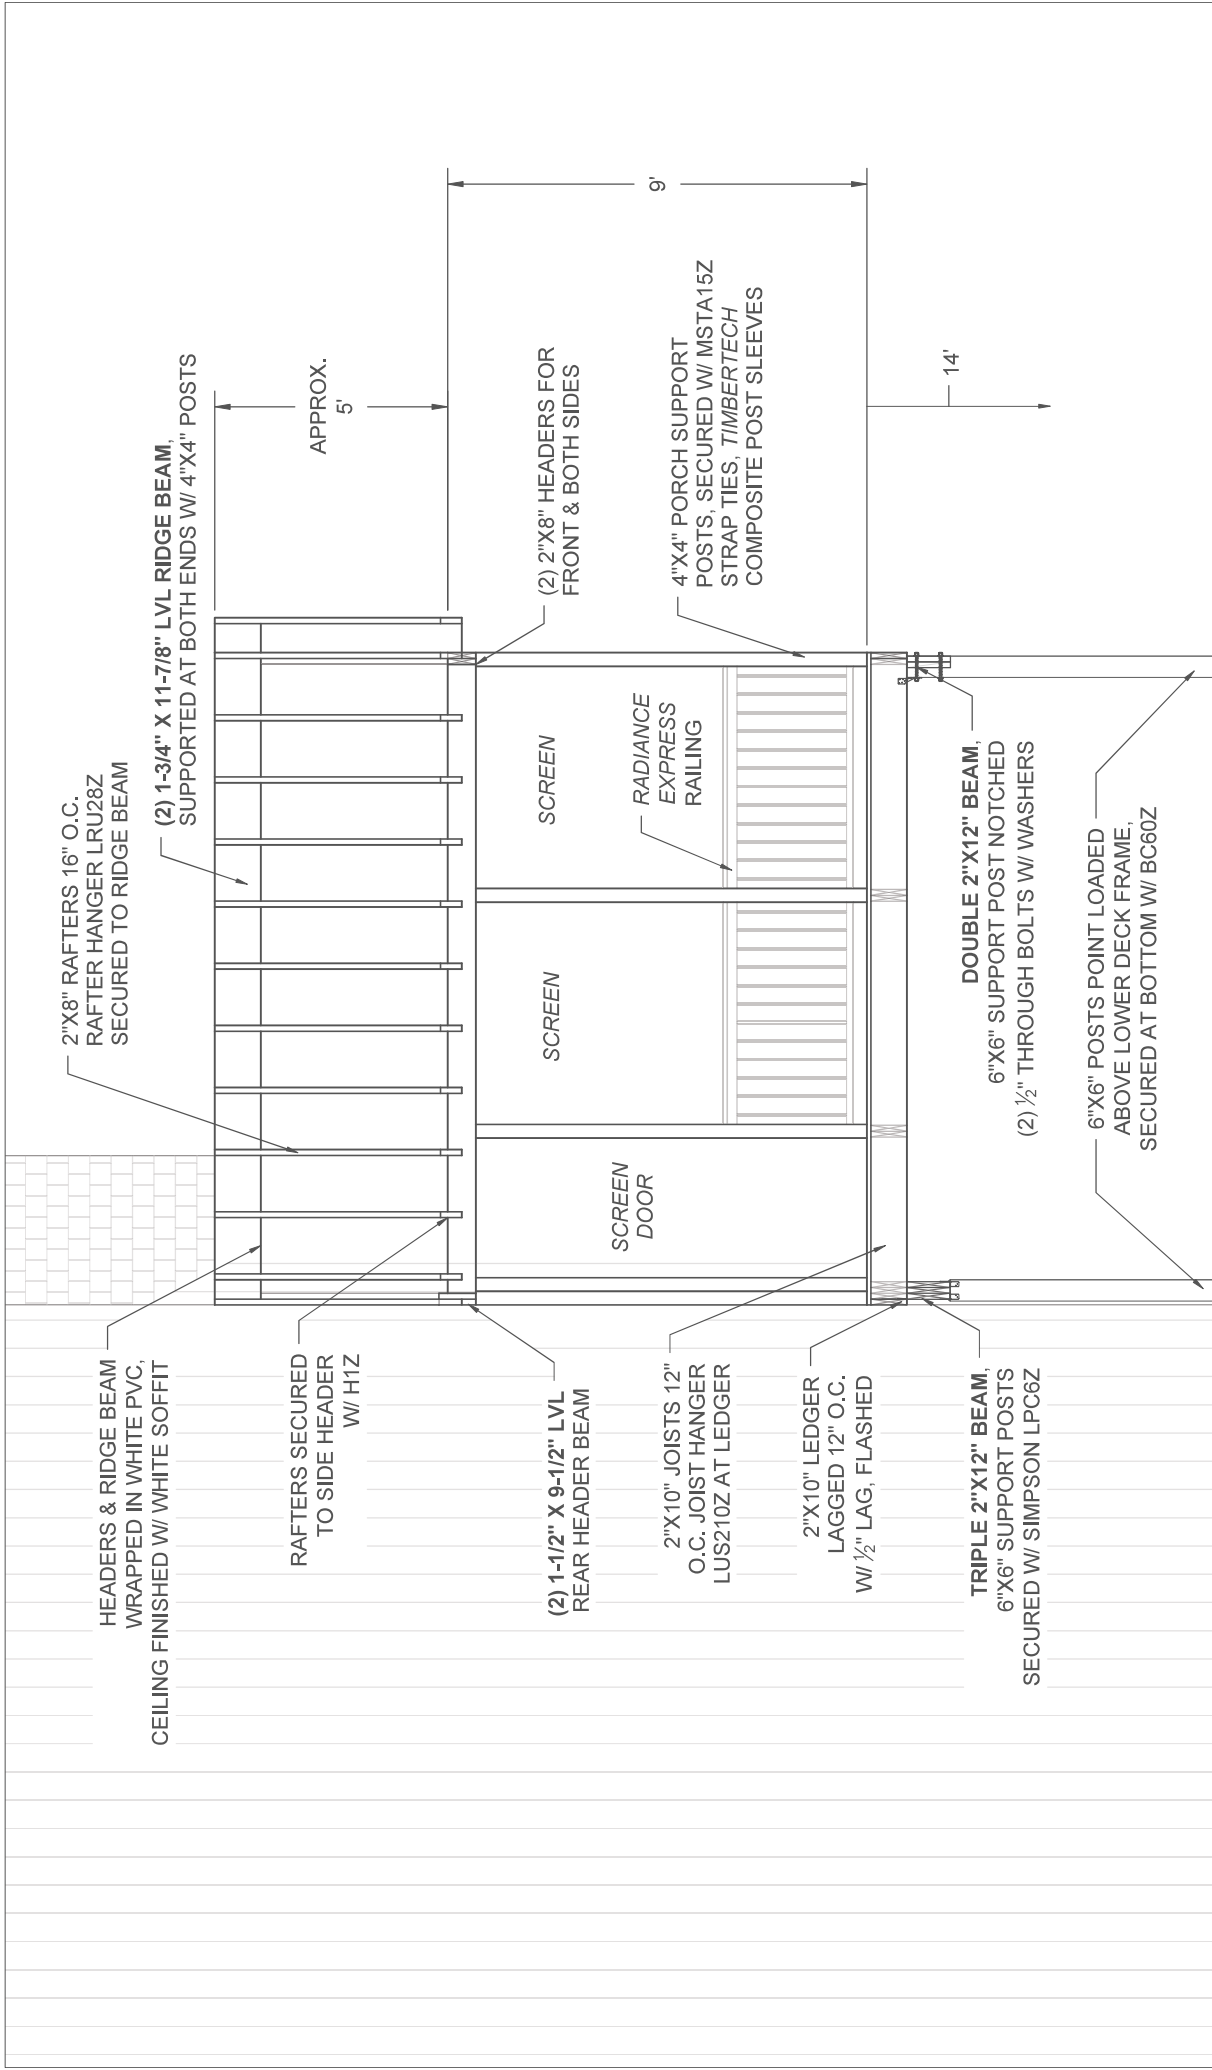 HEADERS & RIDGE BEAM
WRAPPED IN WHITE PVC,
CEILING FINISHED W/ WHITE SOFFIT
RAFTERS SECURED
TO SIDE HEADER
W/ H1Z
(2) 1-1/2" X 9-1/2" LVL
REAR HEADER BEAM
2"X10" JOISTS 12"
O.C. JOIST HANGER
LUS210Z AT LEDGER
2"X10" LEDGER
LAGGED 12" O.C.
W/ ½" LAG, FLASHED
TRIPLE 2"X12" BEAM,
6"X6" SUPPORT POSTS
SECURED W/ SIMPSON LPC6Z
2"X8" RAFTERS 16" O.C.
RAFTER HANGER LRU28Z
SECURED TO RIDGE BEAM
(2) 1-3/4" X 11-7/8" LVL RIDGE BEAM,
SUPPORTED AT BOTH ENDS W/ 4"X4" POSTS
APPROX.
5'
(2) 2"X8" HEADERS FOR
FRONT & BOTH SIDES
9'
SCREEN
DOOR
SCREEN
SCREEN
RADIANCE
EXPRESS
RAILING
4"X4" PORCH SUPPORT
POSTS, SECURED W/ MSTA15Z
STRAP TIES, TIMBERTECH
COMPOSITE POST SLEEVES
14'
DOUBLE 2"X12" BEAM,
6"X6" SUPPORT POST NOTCHED
(2) ½" THROUGH BOLTS W/ WASHERS
6"X6" POSTS POINT LOADED
ABOVE LOWER DECK FRAME,
SECURED AT BOTTOM W/ BC60Z